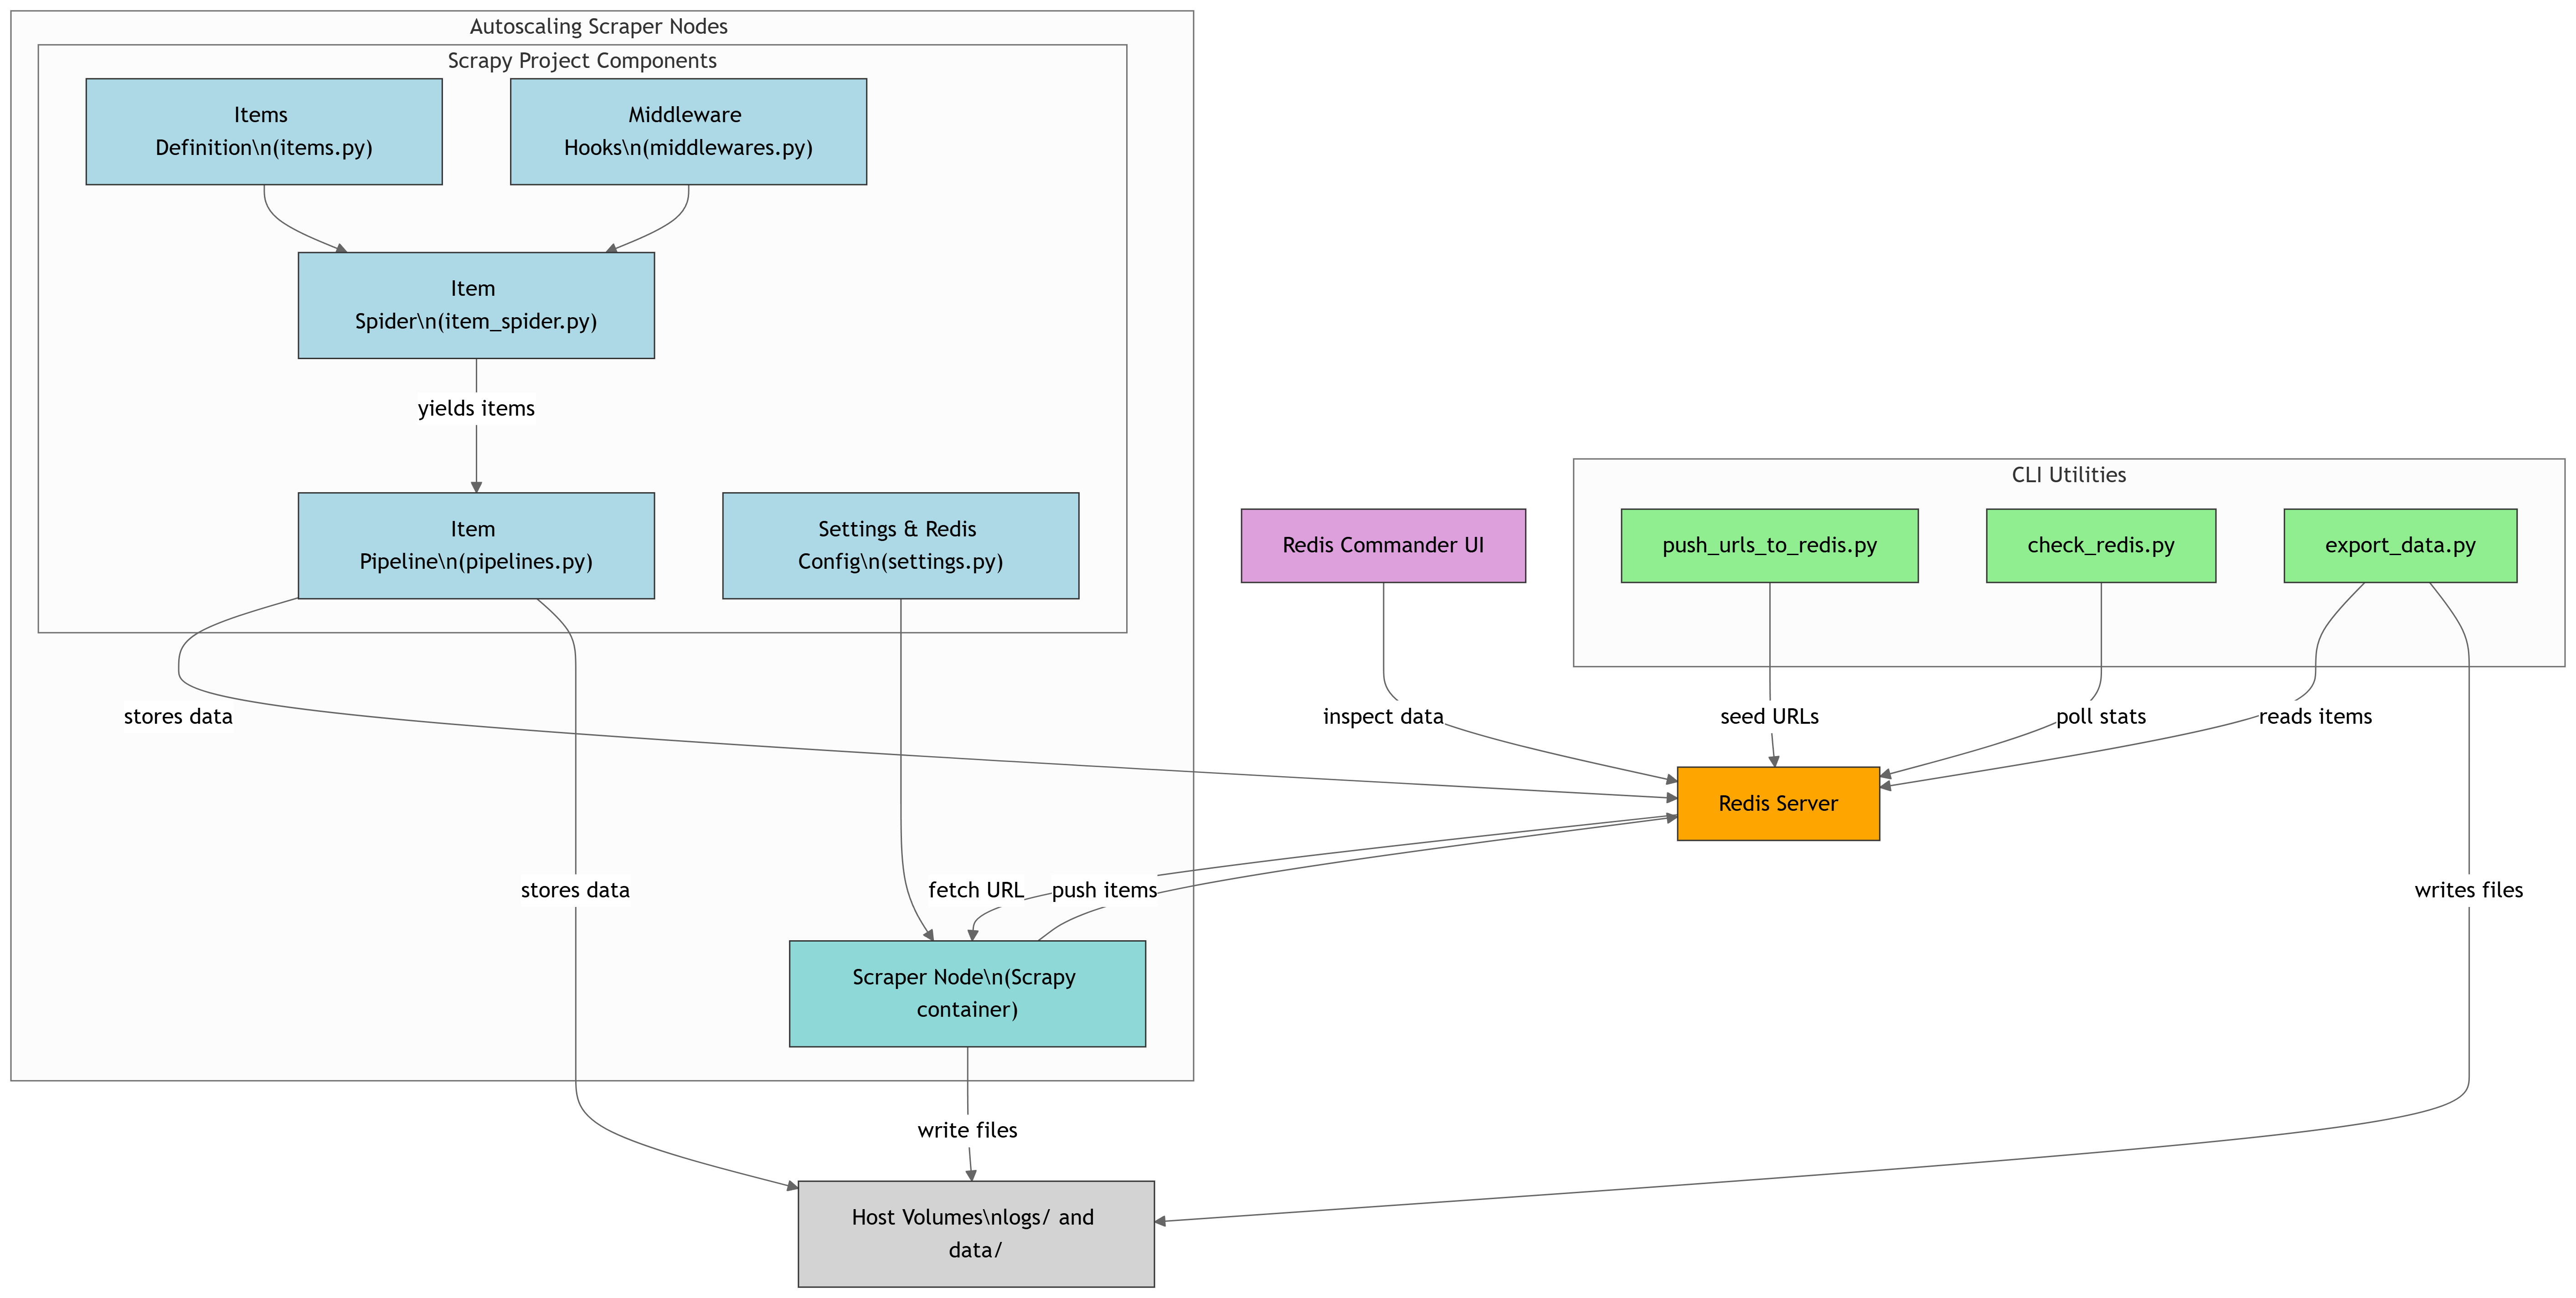 Autoscaling Scraper Nodes
Scrapy Project Components
Items
Definition\n(items.py)
Middleware
Hooks\n(middlewares.py)
Item
Spider\n(item_spider.py)
yields items
Item
Pipeline\n(pipelines.py)
Settings & Redis
Config\n(settings.py)
Redis Commander UI
CLI Utilities
push_urls_to_redis.py
check_redis.py
export_data.py
stores data
inspect data
seed URLs
poll stats
reads items
Redis Server
stores data
fetch URL
push items
writes files
Scraper Node\n(Scrapy
container)
write files
Host Volumes\nlogs/ and
data/